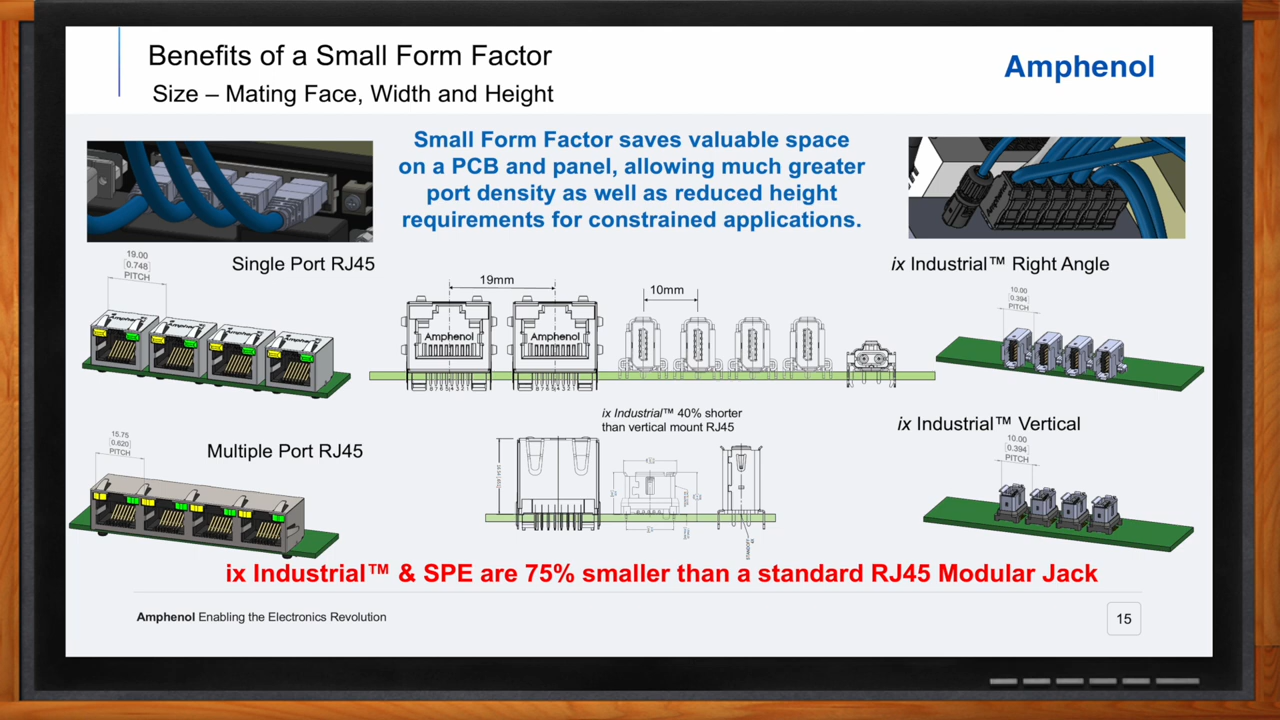 Benefits of a Small Form Factor
Size – Mating Face, Width and Height
Amphenol
Small Form Factor saves valuable space
on a PCB and panel, allowing much greater
port density as well as reduced height
requirements for constrained applications.
19.00
[0.748]
PITCH
Single Port RJ45
19mm
10mm
ix Industrial™ Right Angle
10.00
[0.394]
PITCH
Amphenol
Amphenol
ix Industrial™ 40% shorter
than vertical mount RJ45
ix Industrial™ Vertical
15.75
[0.620]
PITCH
Multiple Port RJ45
10.00
[0.394]
PITCH
ix Industrial™ & SPE are 75% smaller than a standard RJ45 Modular Jack
Amphenol Enabling the Electronics Revolution
15